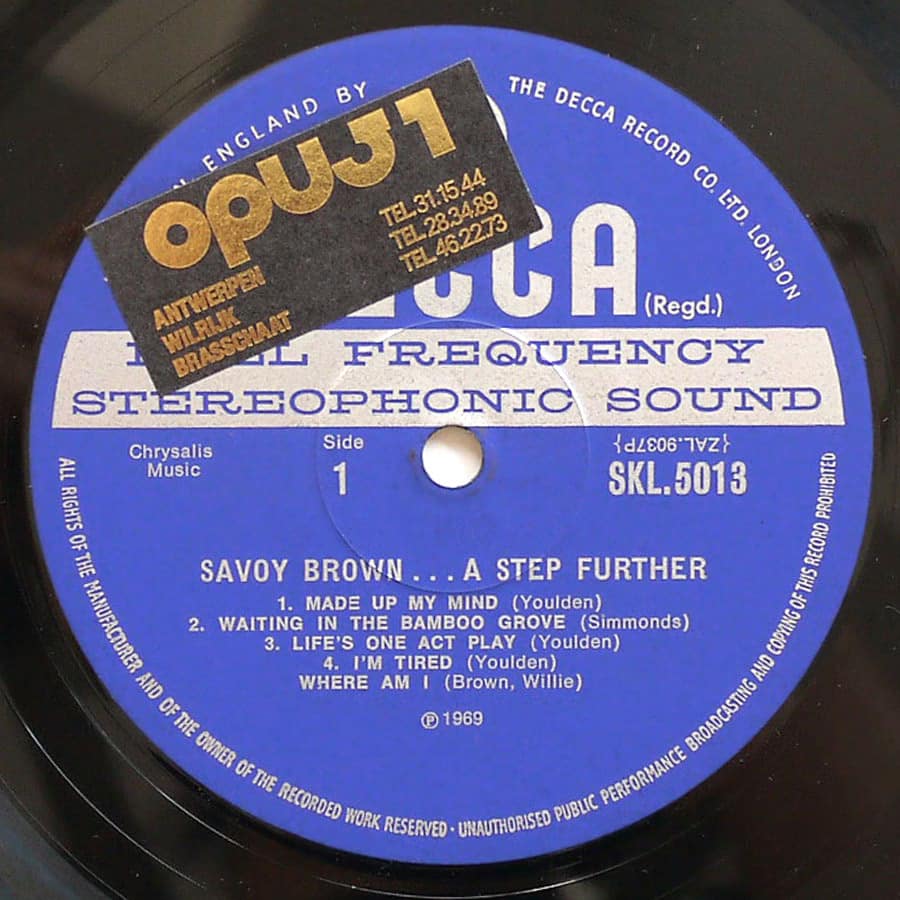 ENGLAND BY
THE DECCA RECORD CO. LTD. LONDON
OPUS 1
TEL.31.15.44
TEL.28.34.89
TEL.46.22.73
ANTWERPEN
WILRIJK
BRASSCHAAT
CCA (Regd.)
FREQUENCY
STEREOPHONIC SOUND
Chrysalis
Music
Side
1
{ZAL.9037P}
SKL.5013
SAVOY BROWN . . . A STEP FURTHER
1. MADE UP MY MIND (Youlden)
2. WAITING IN THE BAMBOO GROVE (Simmonds)
3. LIFE'S ONE ACT PLAY (Youlden)
4. I'M TIRED (Youlden)
WHERE AM I (Brown, Willie)
℗ 1969
ALL RIGHTS OF THE MANUFACTURER AND OF THE OWNER OF THE RECORDED WORK RESERVED · UNAUTHORISED PUBLIC PERFORMANCE BROADCASTING AND COPYING OF THIS RECORD PROHIBITED